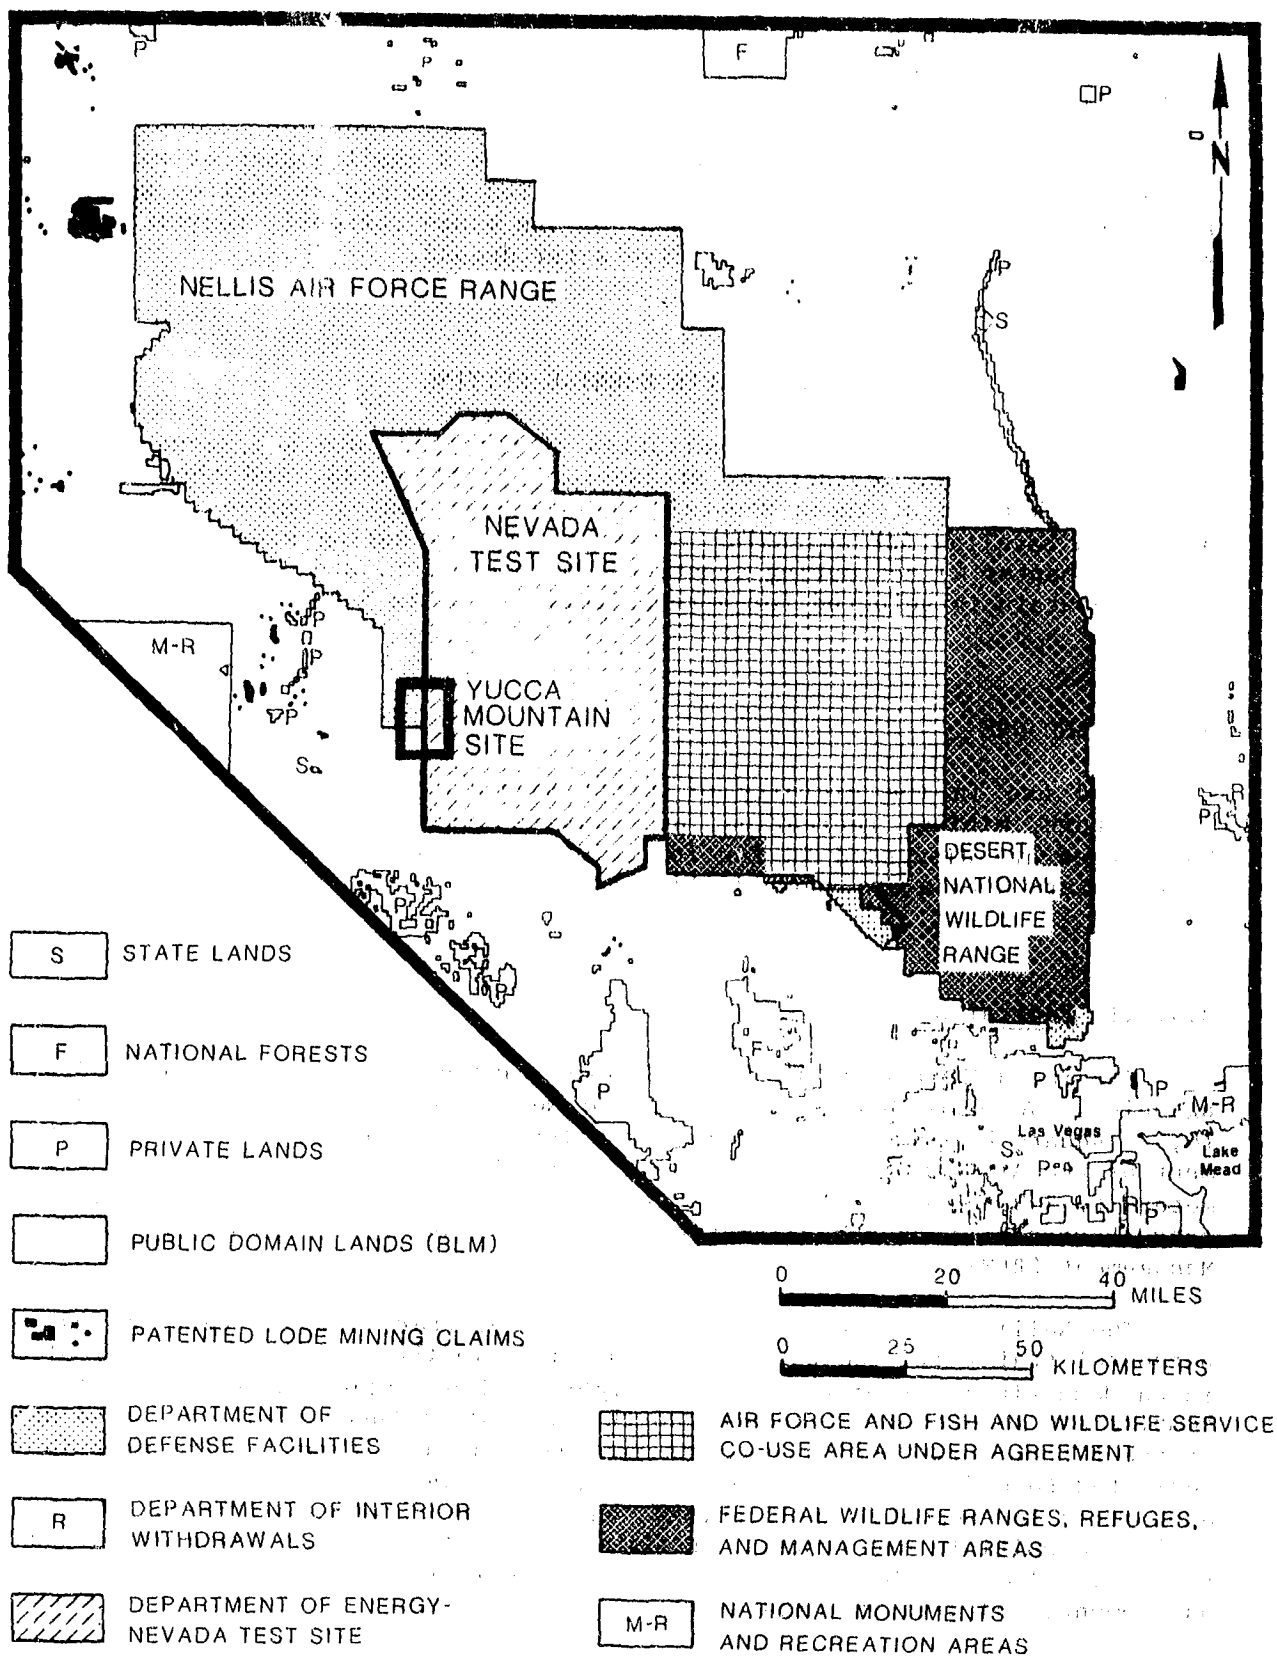 P
P
F
P
N
NELLIS AIR FORCE RANGE
P
S
NEVADA
TEST SITE
M-R
P
P
P
YUCCA
MOUNTAIN
SITE
S
R
P
DESERT
NATIONAL
WILDLIFE
RANGE
P
P
F
P
P
P
M-R
Las Vegas
Lake
Mead
S
P
P
S STATE LANDS
F NATIONAL FORESTS
P PRIVATE LANDS
PUBLIC DOMAIN LANDS (BLM)
PATENTED LODE MINING CLAIMS
DEPARTMENT OF
DEFENSE FACILITIES
R DEPARTMENT OF INTERIOR
WITHDRAWALS
DEPARTMENT OF ENERGY-
NEVADA TEST SITE
0 20 40 MILES
0 25 50 KILOMETERS
AIR FORCE AND FISH AND WILDLIFE SERVICE
CO-USE AREA UNDER AGREEMENT
FEDERAL WILDLIFE RANGES, REFUGES,
AND MANAGEMENT AREAS
M-R NATIONAL MONUMENTS
AND RECREATION AREAS